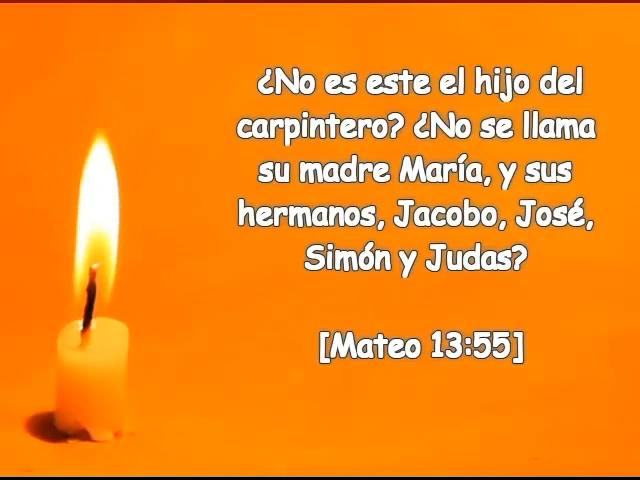 ¿No es este el hijo del
carpintero? ¿No se llama
su madre María, y sus
hermanos, Jacobo, José,
Simón y Judas?
[Mateo 13:55]